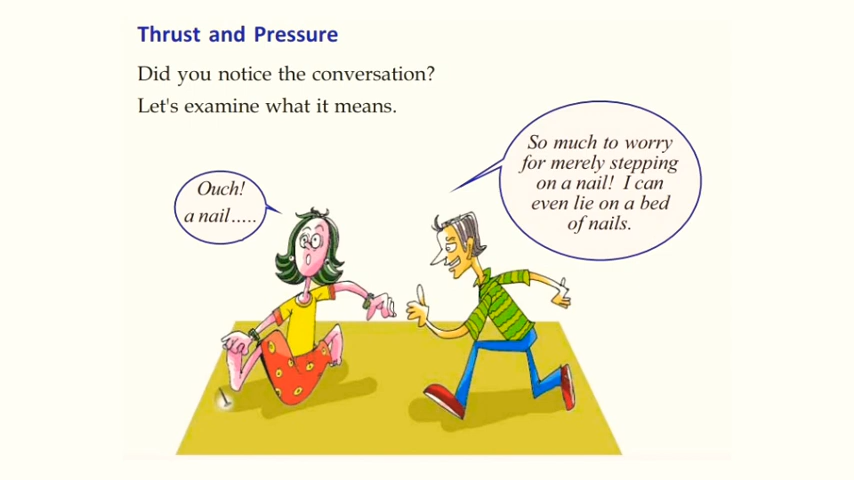 Thrust and Pressure
Did you notice the conversation?
Let's examine what it means.
Ouch!
a nail.....
So much to worry
for merely stepping
on a nail! I can
even lie on a bed
of nails.